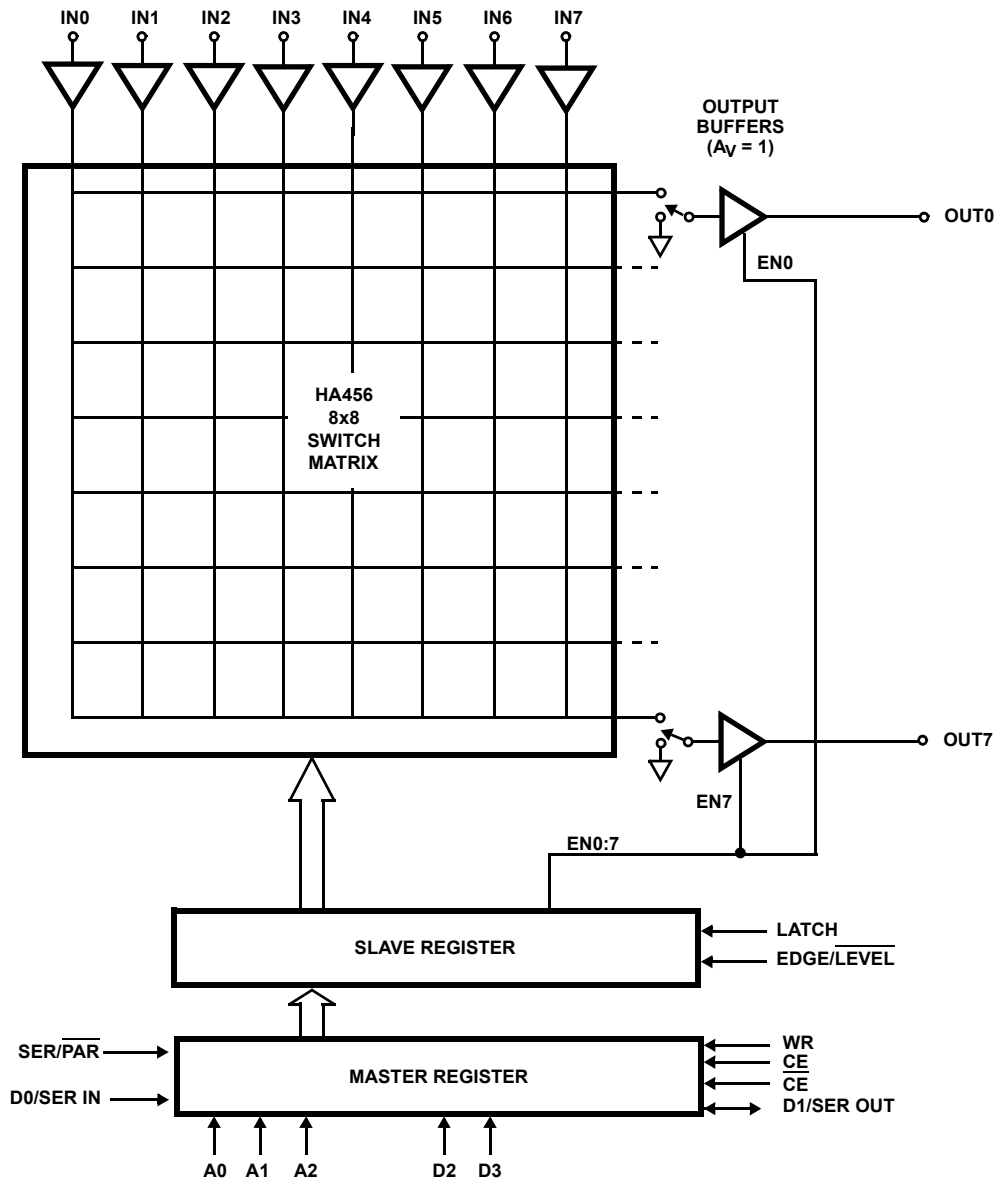 IN0 IN1 IN2 IN3 IN4 IN5 IN6 IN7
OUTPUT
BUFFERS
(AV = 1)
OUT0
EN0
HA456
8x8
SWITCH
MATRIX
OUT7
EN7
EN0:7
SLAVE REGISTER
LATCH
EDGE/LEVEL
SER/PAR
D0/SER IN
MASTER REGISTER
WR
CE
CE
D1/SER OUT
A0 A1 A2 D2 D3